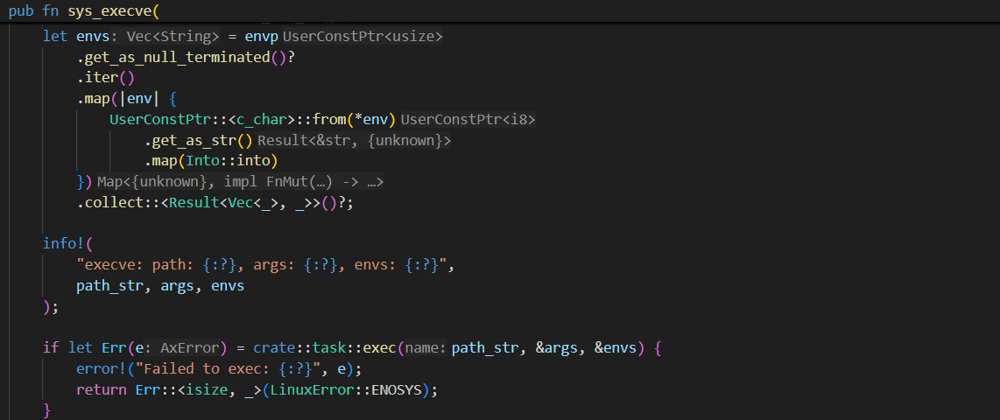 pub fn sys_execve(
let envs: Vec<String> = envp UserConstPtr<usize>
.get_as_null_terminated()?
.iter()
.map(|env| {
UserConstPtr::<c_char>::from(*env) UserConstPtr<i8>
.get_as_str() Result<&str, {unknown}>
.map(Into::into)
}) Map<{unknown}, impl FnMut(…) -> …>
.collect::<Result<Vec<_>, _>>()?;
info!(
"execve: path: {:?}, args: {:?}, envs: {:?}",
path_str, args, envs
);
if let Err(e: AxError) = crate::task::exec(name: path_str, &args, &envs) {
error!("Failed to exec: {:?}", e);
return Err::<isize, _>(LinuxError::ENOSYS);
}